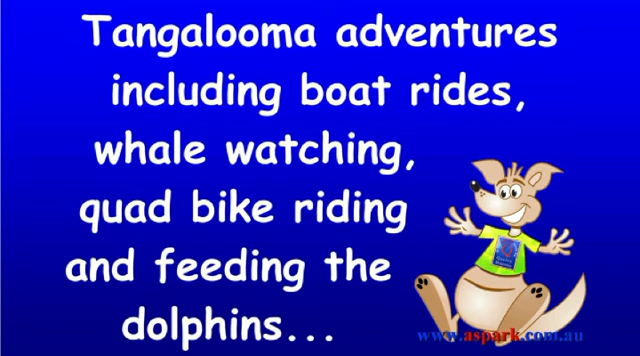 Tangalooma adventures
including boat rides,
whale watching,
quad bike riding
and feeding the
dolphins...
www.aspark.com.au